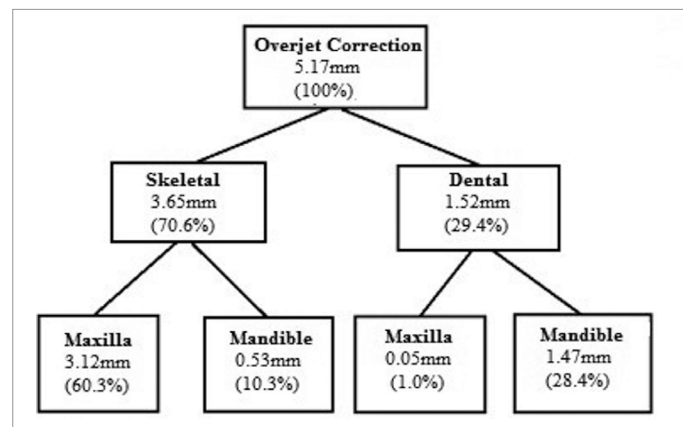 Overjet Correction
5.17mm
(100%)
Skeletal
3.65mm
(70.6%)
Dental
1.52mm
(29.4%)
Maxilla
3.12mm
(60.3%)
Mandible
0.53mm
(10.3%)
Maxilla
0.05mm
(1.0%)
Mandible
1.47mm
(28.4%)